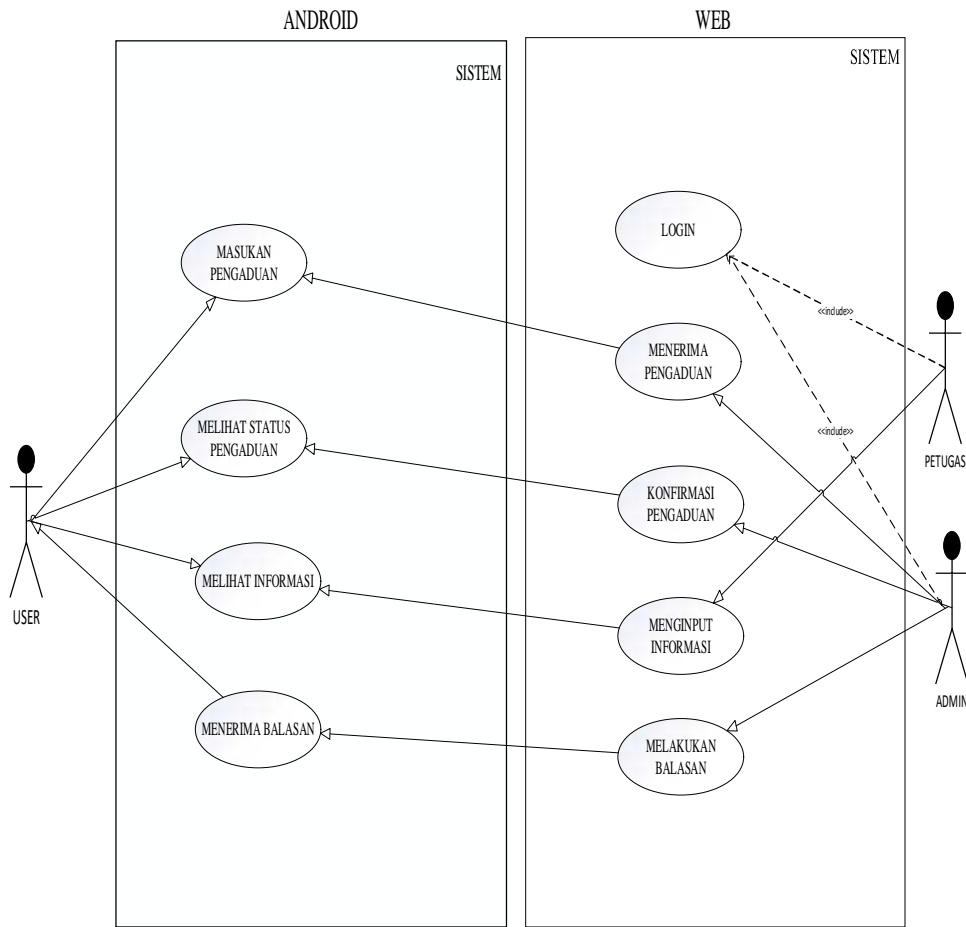 ANDROID
WEB
SISTEM
SISTEM
MASUKAN
PENGADUAN
LOGIN
<<include>>
MENERIMA
PENGADUAN
MELIHAT STATUS
PENGADUAN
<<include>>
PETUGAS
KONFIRMASI
PENGADUAN
MELIHAT INFORMASI
USER
MENGINPUT
INFORMASI
ADMIN
MENERIMA BALASAN
MELAKUKAN
BALASAN